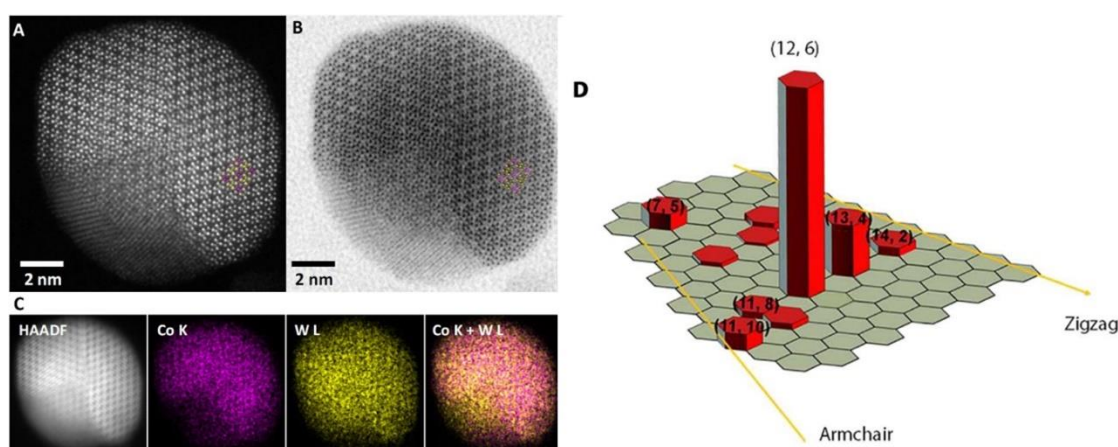 A
2 nm
B
2 nm
C
HAADF
Co K
W L
Co K + W L
D
(12, 6)
(7, 5)
(13, 4)
(14, 2)
(11, 8)
(11, 10)
Zigzag
Armchair